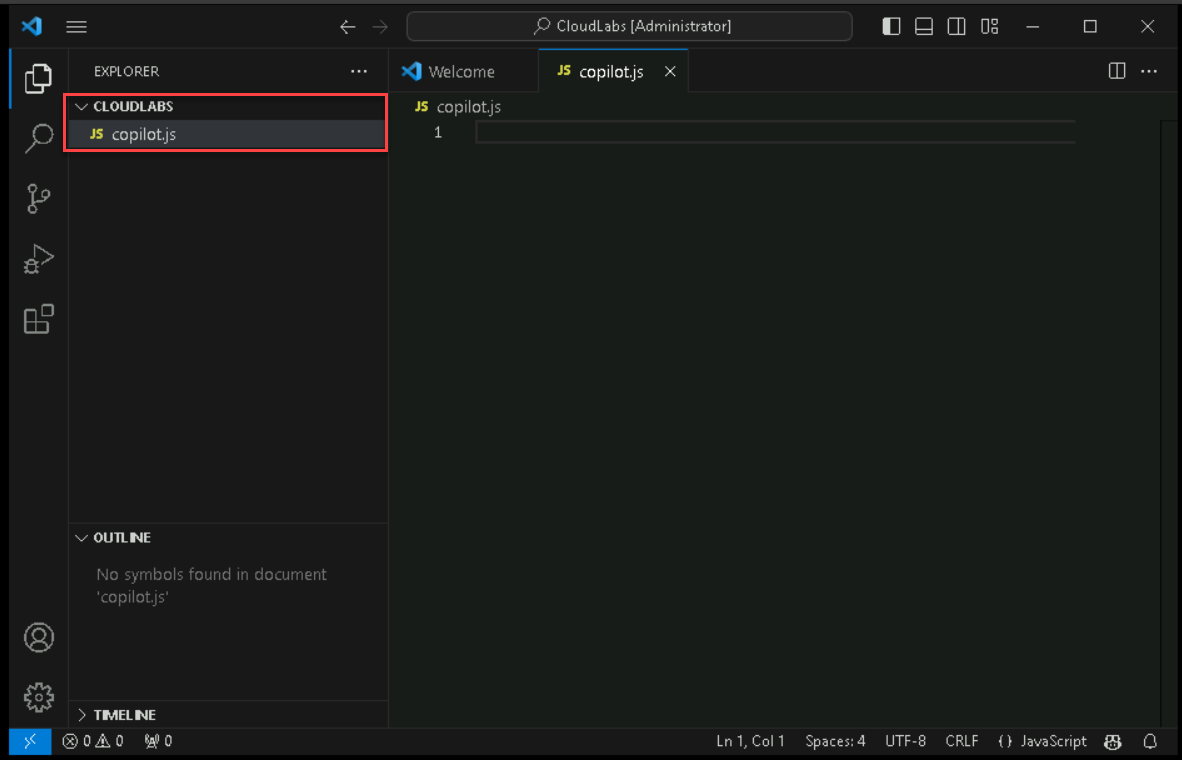 CloudLabs [Administrator]
EXPLORER
Welcome
JS copilot.js
CLOUDLABS
JS copilot.js
JS copilot.js
1
OUTLINE
No symbols found in document
'copilot.js'
TIMELINE
0 0 0 Ln 1, Col 1 Spaces: 4 UTF-8 CRLF {} JavaScript